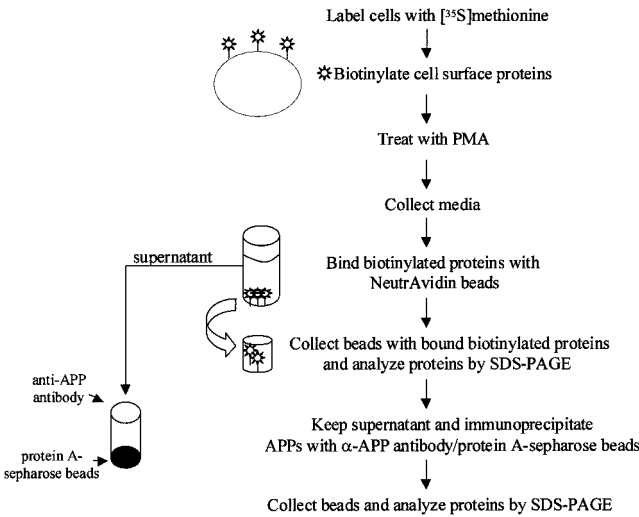 Label cells with [³⁵S]methionine
Biotinylate cell surface proteins
Treat with PMA
Collect media
supernatant
Bind biotinylated proteins with
NeutrAvidin beads
Collect beads with bound biotinylated proteins
and analyze proteins by SDS-PAGE
anti-APP
antibody
protein A-
sepharose beads
Keep supernatant and immunoprecipitate
APPs with α-APP antibody/protein A-sepharose beads
Collect beads and analyze proteins by SDS-PAGE